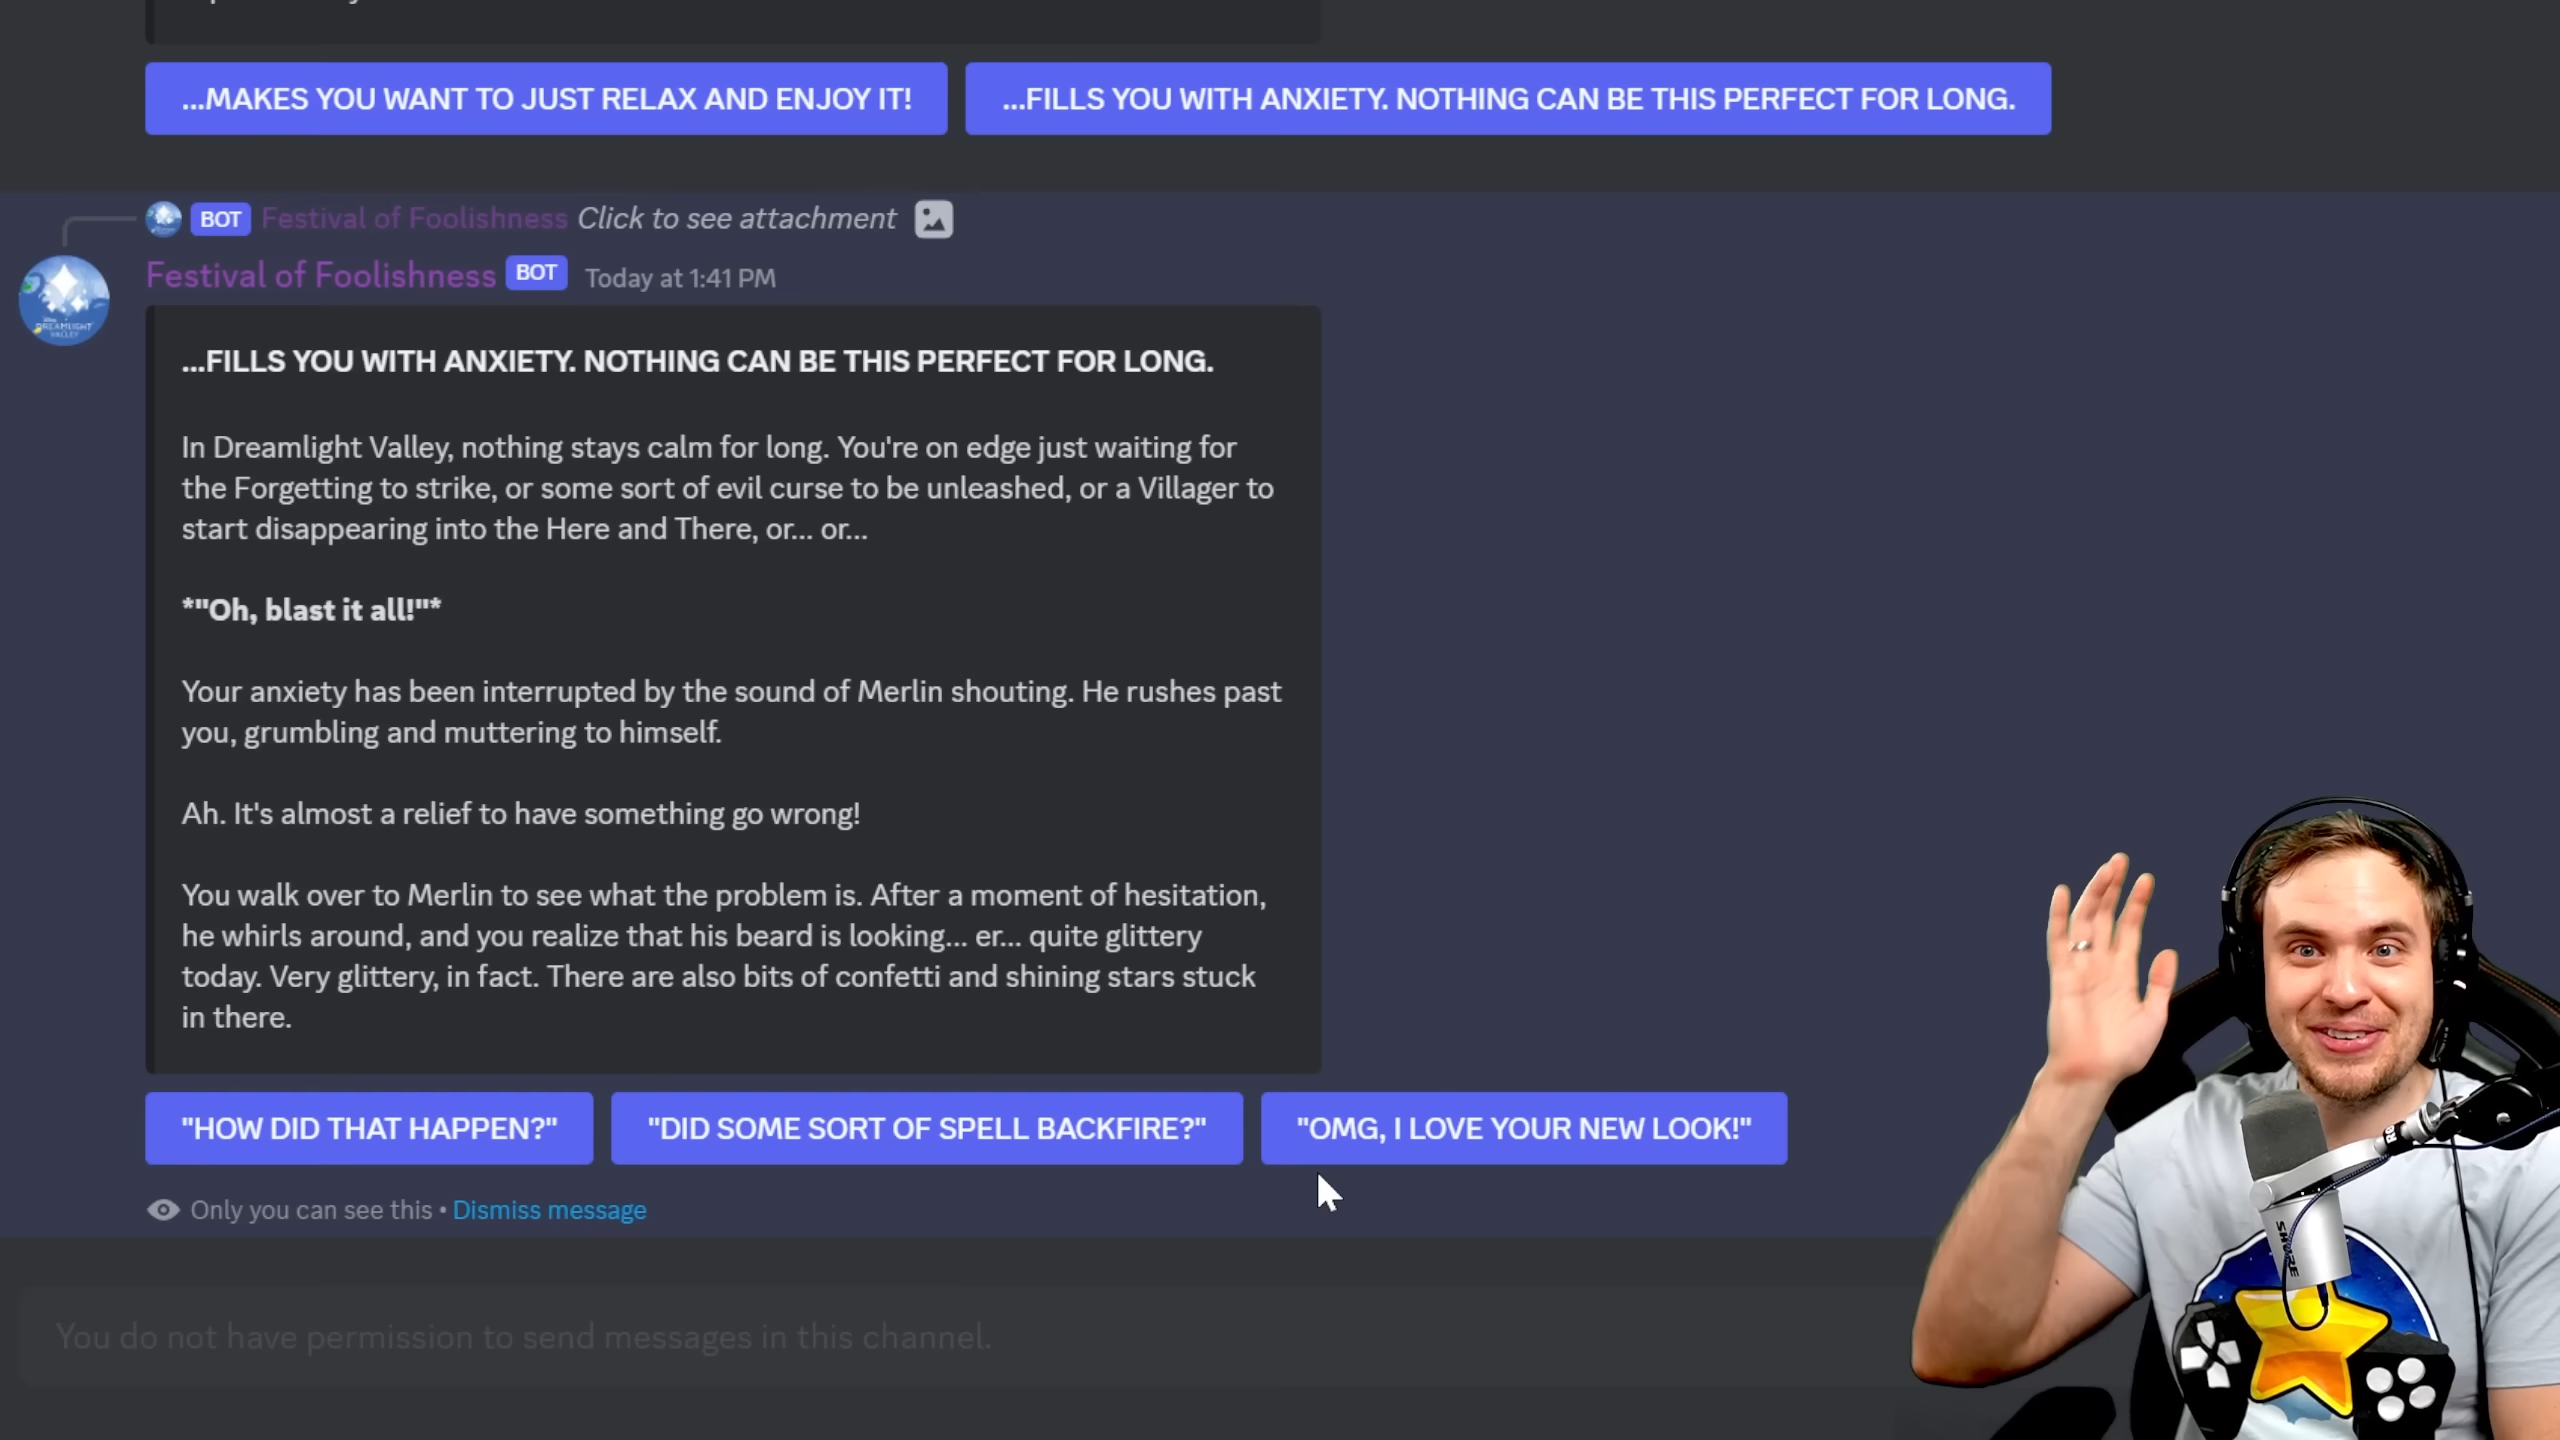 ...MAKES YOU WANT TO JUST RELAX AND ENJOY IT!
...FILLS YOU WITH ANXIETY. NOTHING CAN BE THIS PERFECT FOR LONG.
BOT Festival of Foolishness Click to see attachment
Festival of Foolishness BOT Today at 1:41 PM
DREAMLIGHT
VALLEY
...FILLS YOU WITH ANXIETY. NOTHING CAN BE THIS PERFECT FOR LONG.
In Dreamlight Valley, nothing stays calm for long. You're on edge just waiting for
the Forgetting to strike, or some sort of evil curse to be unleashed, or a Villager to
start disappearing into the Here and There, or... or...
*"Oh, blast it all!"*
Your anxiety has been interrupted by the sound of Merlin shouting. He rushes past
you, grumbling and muttering to himself.
Ah. It's almost a relief to have something go wrong!
You walk over to Merlin to see what the problem is. After a moment of hesitation,
he whirls around, and you realize that his beard is looking... er... quite glittery
today. Very glittery, in fact. There are also bits of confetti and shining stars stuck
in there.
"HOW DID THAT HAPPEN?"
"DID SOME SORT OF SPELL BACKFIRE?"
"OMG, I LOVE YOUR NEW LOOK!"
Only you can see this • Dismiss message
You do not have permission to send messages in this channel.
SHURE